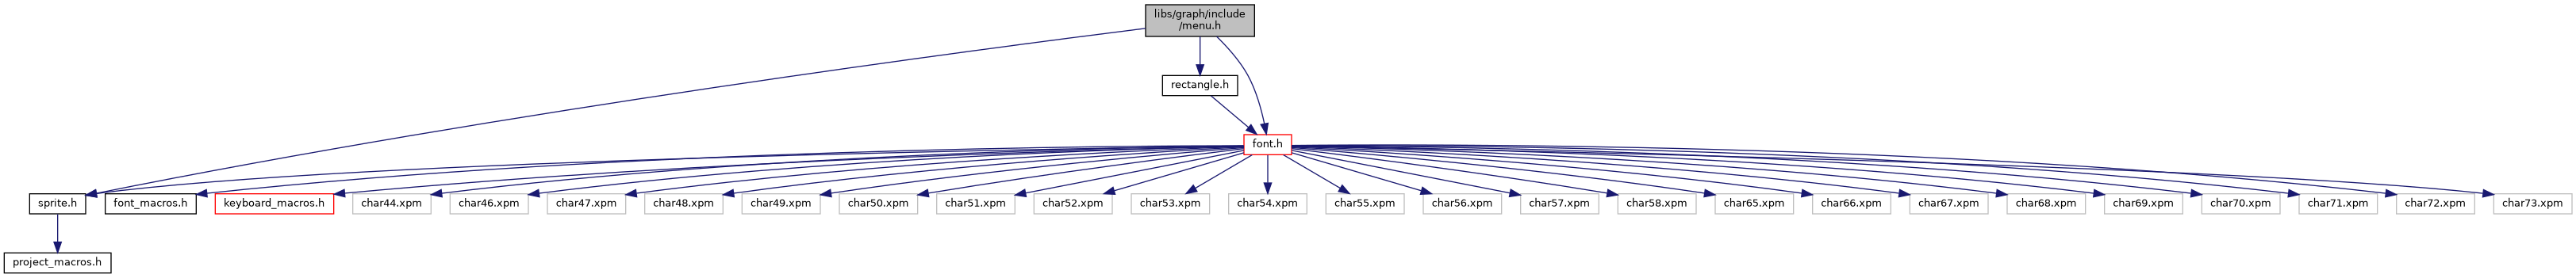 libs/graph/include
/menu.h
rectangle.h
font.h
sprite.h
font_macros.h
keyboard_macros.h
char44.xpm
char46.xpm
char47.xpm
char48.xpm
char49.xpm
char50.xpm
char51.xpm
char52.xpm
char53.xpm
char54.xpm
char55.xpm
char56.xpm
char57.xpm
char58.xpm
char65.xpm
char66.xpm
char67.xpm
char68.xpm
char69.xpm
char70.xpm
char71.xpm
char72.xpm
char73.xpm
project_macros.h